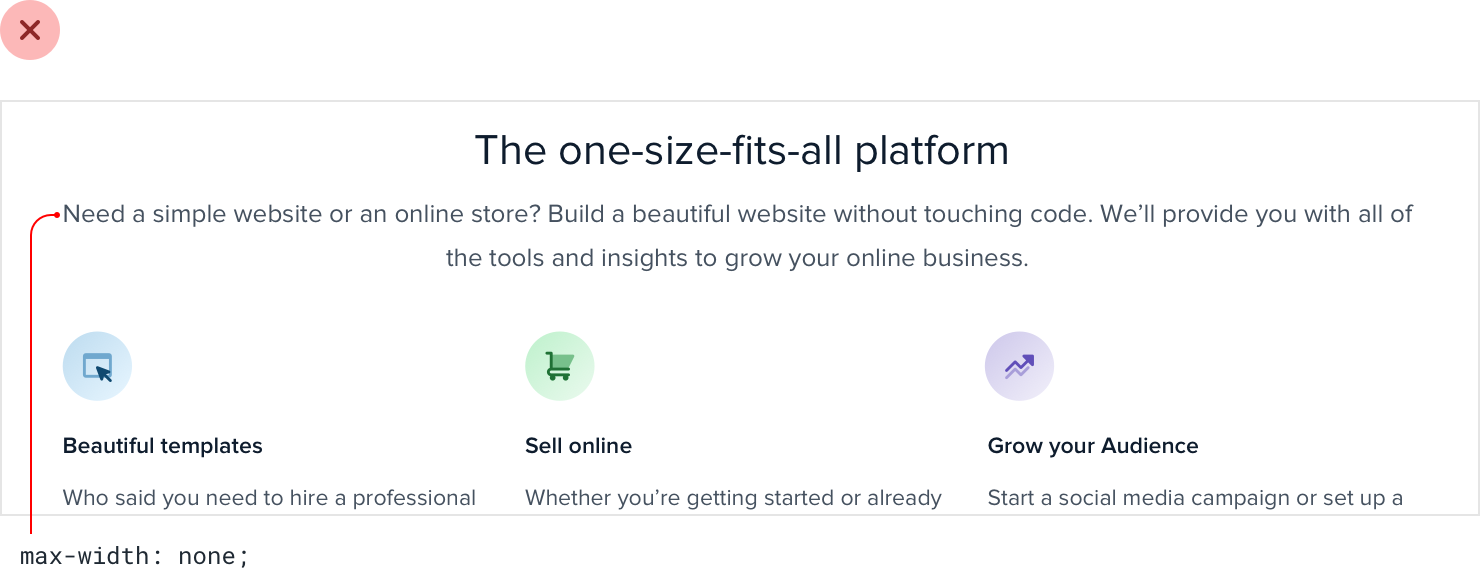 The one-size-fits-all platform
Need a simple website or an online store? Build a beautiful website without touching code. We’ll provide you with all of
the tools and insights to grow your online business.
Beautiful templates
Who said you need to hire a professional
Sell online
Whether you’re getting started or already
Grow your Audience
Start a social media campaign or set up a
max-width: none;